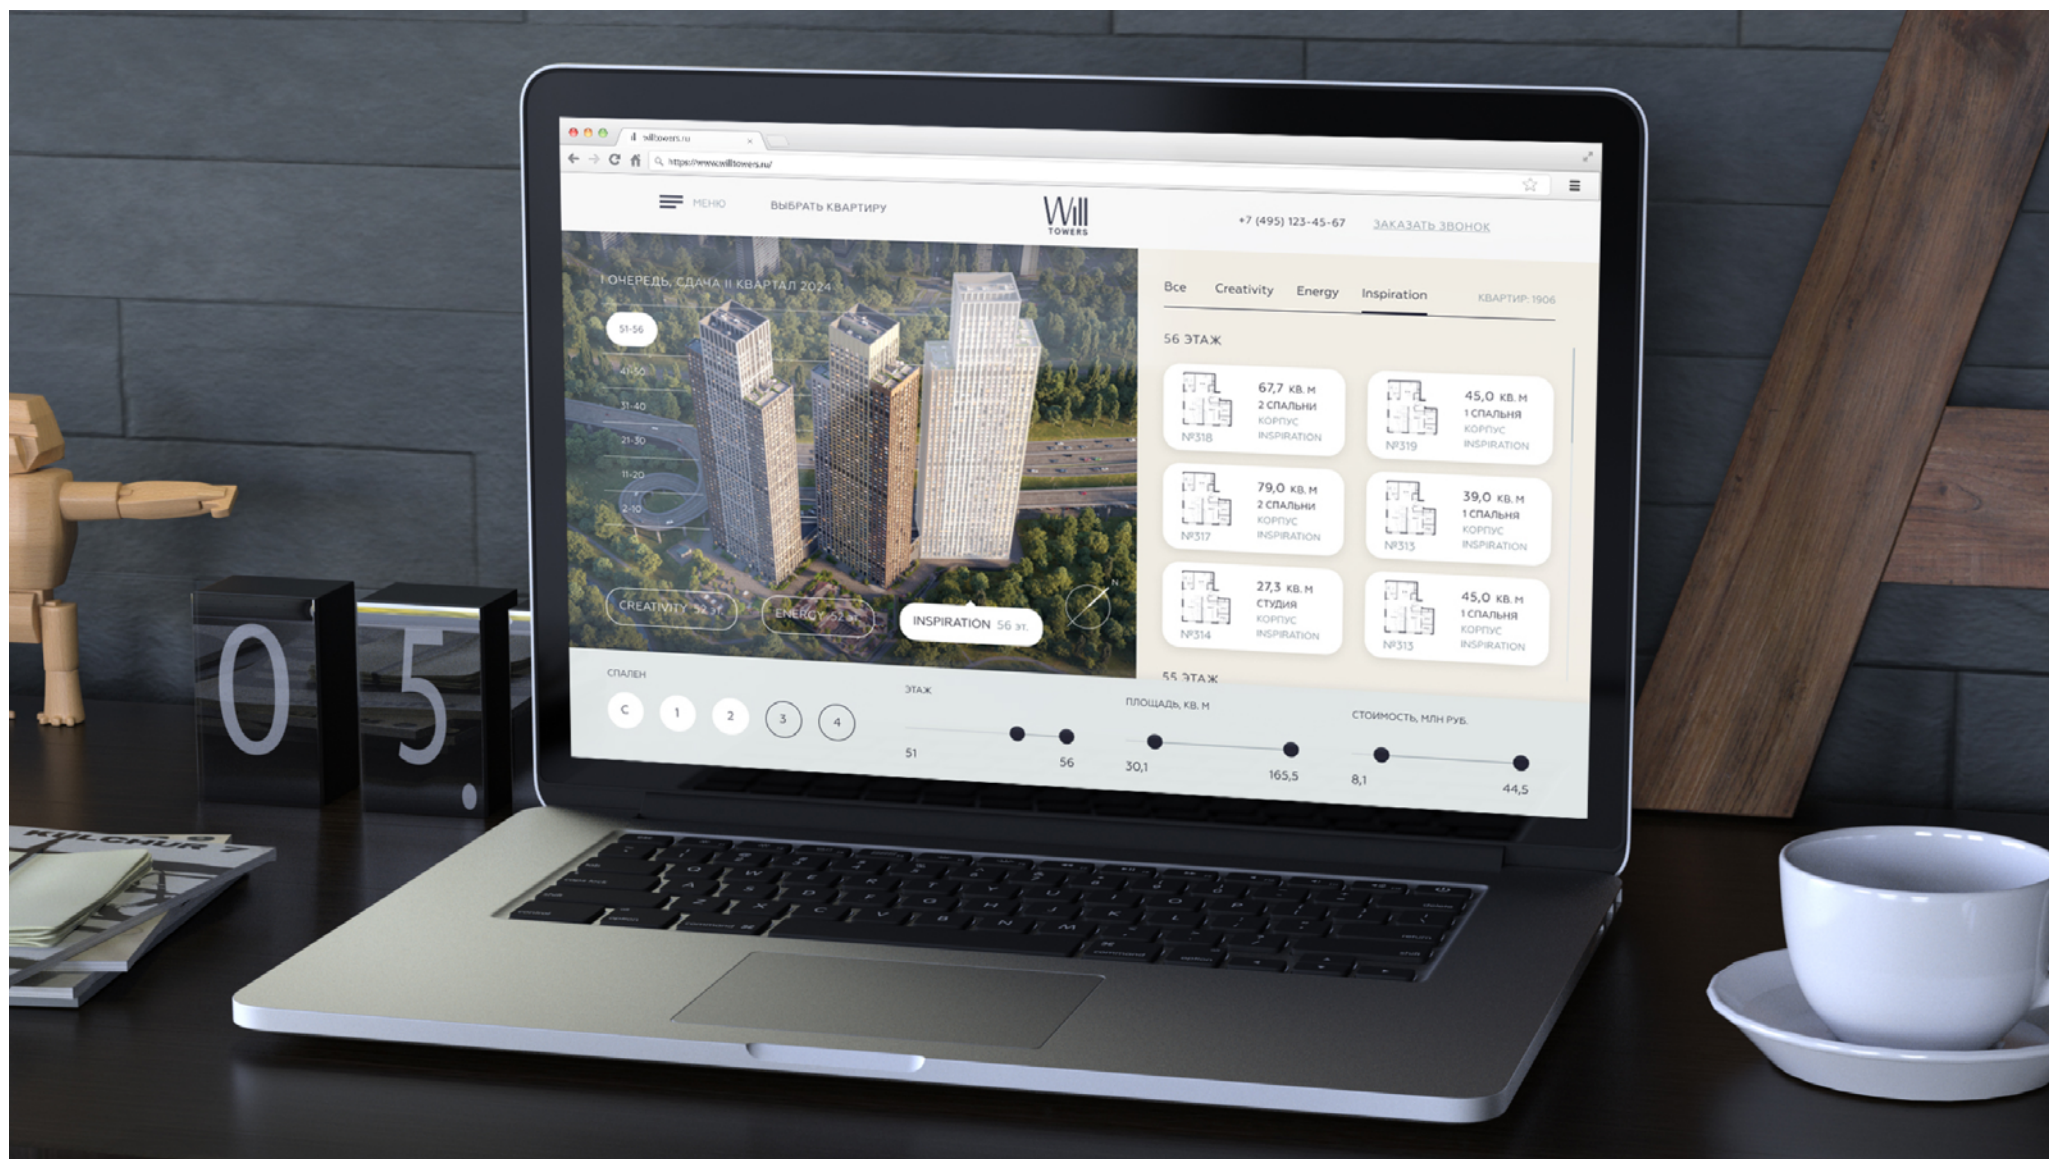 willtowers.ru
https://www.willtowers.ru/
МЕНЮ
ВЫБРАТЬ КВАРТИРУ
Will
TOWERS
+7 (495) 123-45-67
ЗАКАЗАТЬ ЗВОНОК
I ОЧЕРЕДЬ, СДАЧА II КВАРТАЛ 2024
51-56
41-50
31-40
21-30
11-20
2-10
CREATIVITY 52 эт.
ENERGY 52 эт.
INSPIRATION 56 эт.
N
Все Creativity Energy Inspiration
КВАРТИР: 1906
56 ЭТАЖ
67,7 КВ. М
2 СПАЛЬНИ
КОРПУС
INSPIRATION
№318
45,0 КВ. М
1 СПАЛЬНЯ
КОРПУС
INSPIRATION
№319
79,0 КВ. М
2 СПАЛЬНИ
КОРПУС
INSPIRATION
№317
39,0 КВ. М
1 СПАЛЬНЯ
КОРПУС
INSPIRATION
№313
27,3 КВ. М
СТУДИЯ
КОРПУС
INSPIRATION
№314
45,0 КВ. М
1 СПАЛЬНЯ
КОРПУС
INSPIRATION
№313
55 ЭТАЖ
СПАЛЕН
С 1 2 3 4
ЭТАЖ
51 56
ПЛОЩАДЬ, КВ. М
30,1 165,5
СТОИМОСТЬ, МЛН РУБ.
8,1 44,5
05.
KULCHUR 7
Q W E R T Y U I O P
A S D F G H K L
Z X C V B N M
control option command command option